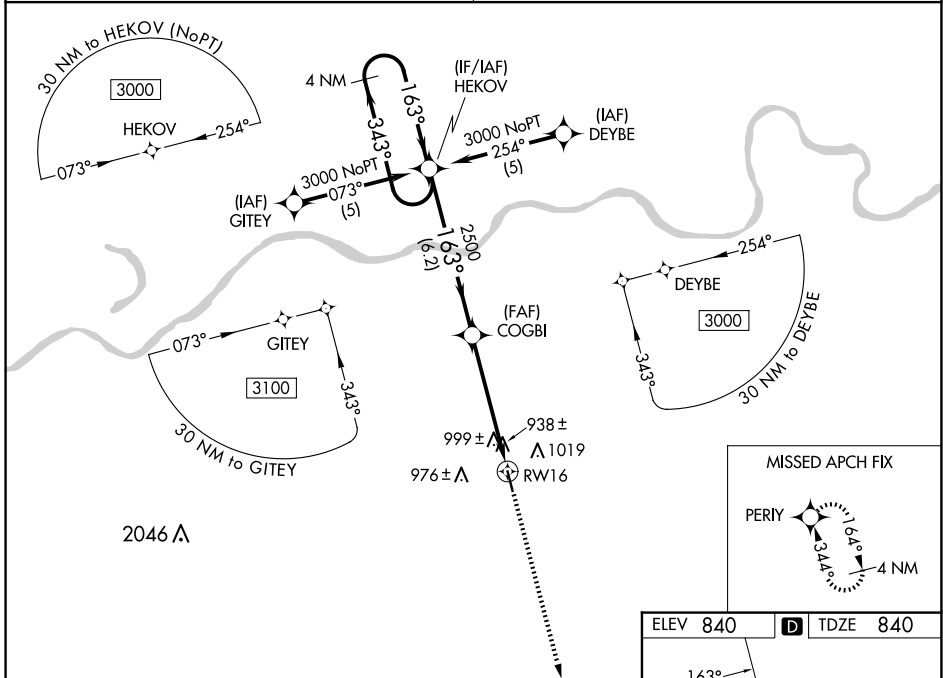 30 NM to HEKOV (NoPT)
3000
HEKOV
073°
254°
4 NM
163°
343°
(IF/IAF)
HEKOV
(IAF)
DEYBE
3000 NoPT
254°
(5)
3000 NoPT
073°
(5)
(IAF)
GITEY
2500
163°
(6.2)
(FAF)
COGBI
073°
GITEY
3100
343°
30 NM to GITEY
254°
DEYBE
3000
343°
30 NM to DEYBE
999±
938±
1019
976±
RW16
2046
MISSED APCH FIX
PERIY
164°
344°
4 NM
ELEV 840
D
TDZE 840
163°